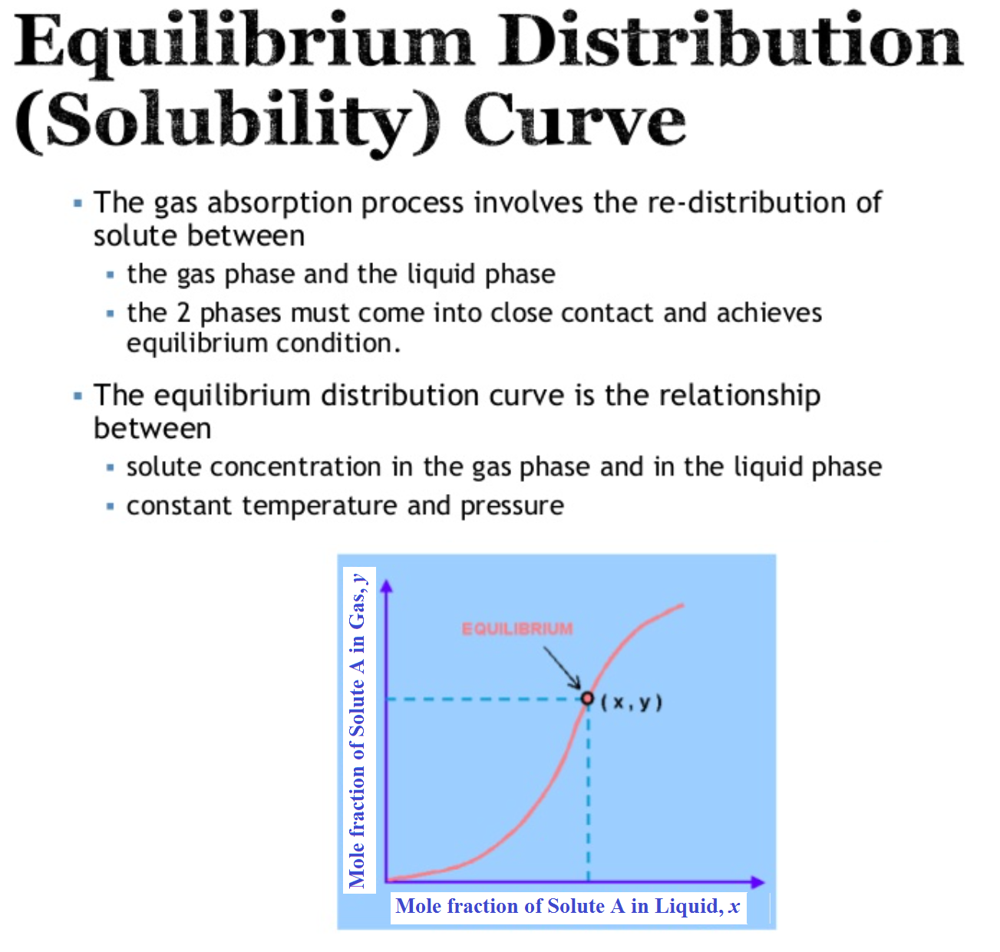 Equilibrium Distribution
(Solubility) Curve
▪ The gas absorption process involves the re-distribution of
solute between
▪ the gas phase and the liquid phase
▪ the 2 phases must come into close contact and achieves
equilibrium condition.
▪ The equilibrium distribution curve is the relationship
between
▪ solute concentration in the gas phase and in the liquid phase
▪ constant temperature and pressure
Mole fraction of Solute A in Gas, y
EQUILIBRIUM
(x,y)
Mole fraction of Solute A in Liquid, x